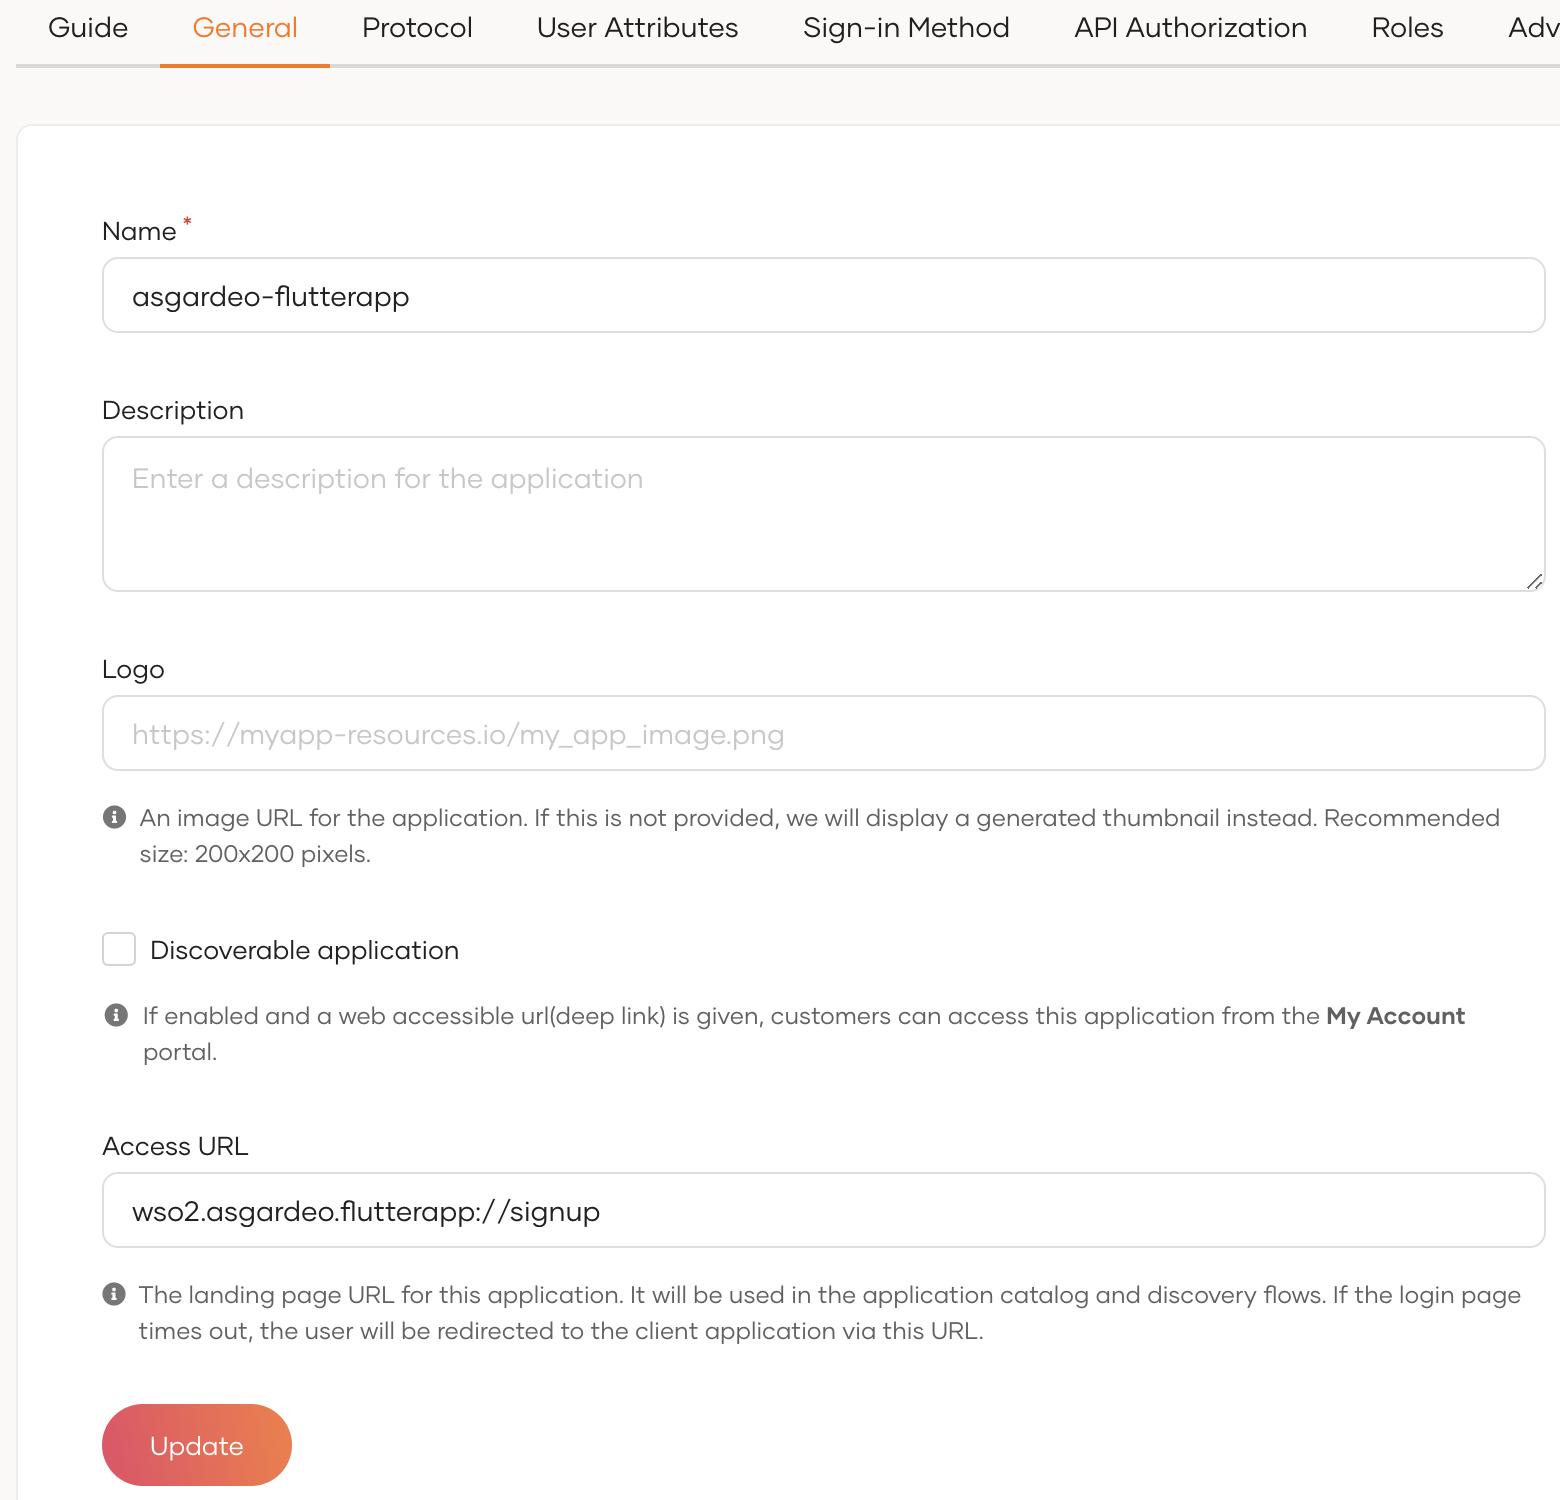 Guide General Protocol User Attributes Sign-in Method API Authorization Roles Adv
Name *
asgardeo-flutterapp
Description
Enter a description for the application
Logo
https://myapp-resources.io/my_app_image.png
An image URL for the application. If this is not provided, we will display a generated thumbnail instead. Recommended
size: 200x200 pixels.
Discoverable application
If enabled and a web accessible url(deep link) is given, customers can access this application from the My Account
portal.
Access URL
wso2.asgardeo.flutterapp://signup
The landing page URL for this application. It will be used in the application catalog and discovery flows. If the login page
times out, the user will be redirected to the client application via this URL.
Update